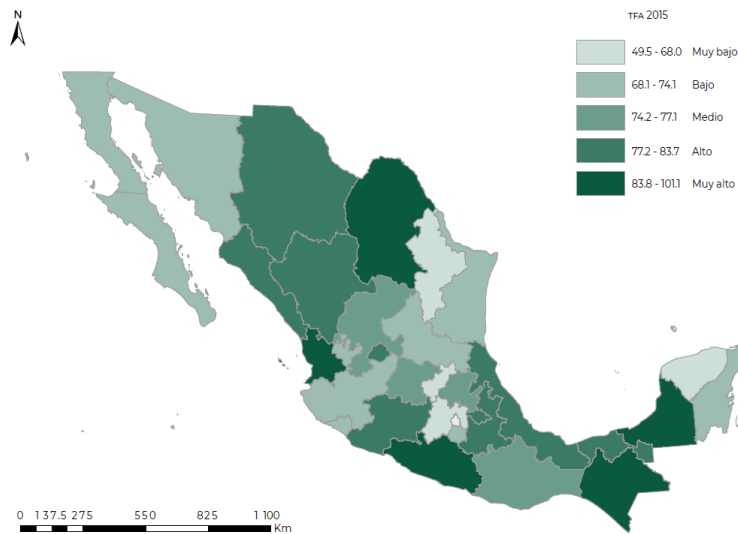 TFA 2015
N
49.5 - 68.0 Muy bajo
68.1 - 74.1 Bajo
74.2 - 77.1 Medio
77.2 - 83.7 Alto
83.8 - 101.1 Muy alto
0 137.5 275 550 825 1 100
Km